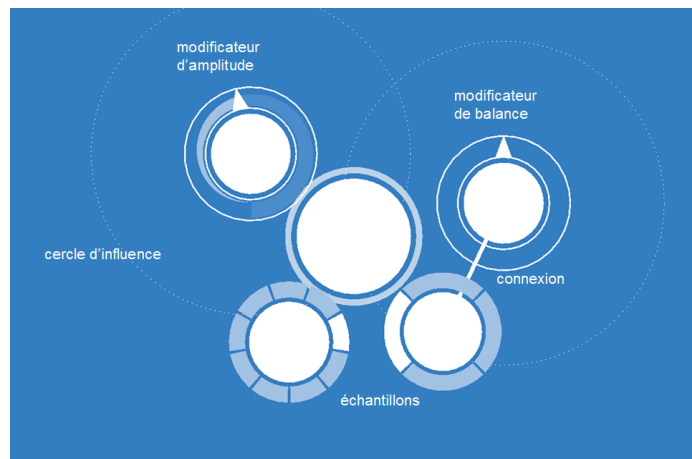 modificateur
d'amplitude
modificateur
de balance
cercle d'influence
connexion
échantillons